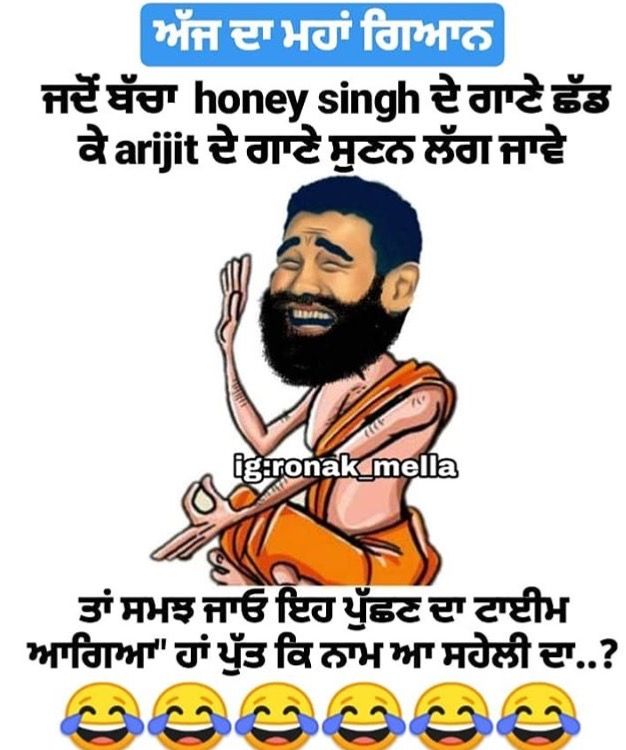 ਅੱਜ ਦਾ ਮਹਾਂ ਗਿਆਨ
ਜਦੋਂ ਬੱਚਾ honey singh ਦੇ ਗਾਣੇ ਛੱਡ
ਕੇ arijit ਦੇ ਗਾਣੇ ਸੁਣਨ ਲੱਗ ਜਾਵੇ
ig:ronak_mella
ਤਾਂ ਸਮਝ ਜਾਓ ਇਹ ਪੁੱਛਣ ਦਾ ਟਾਈਮ
ਆਗਿਆ" ਹਾਂ ਪੁੱਤ ਕਿ ਨਾਮ ਆ ਸਹੇਲੀ ਦਾ..?
😂😂😂😂😂😂